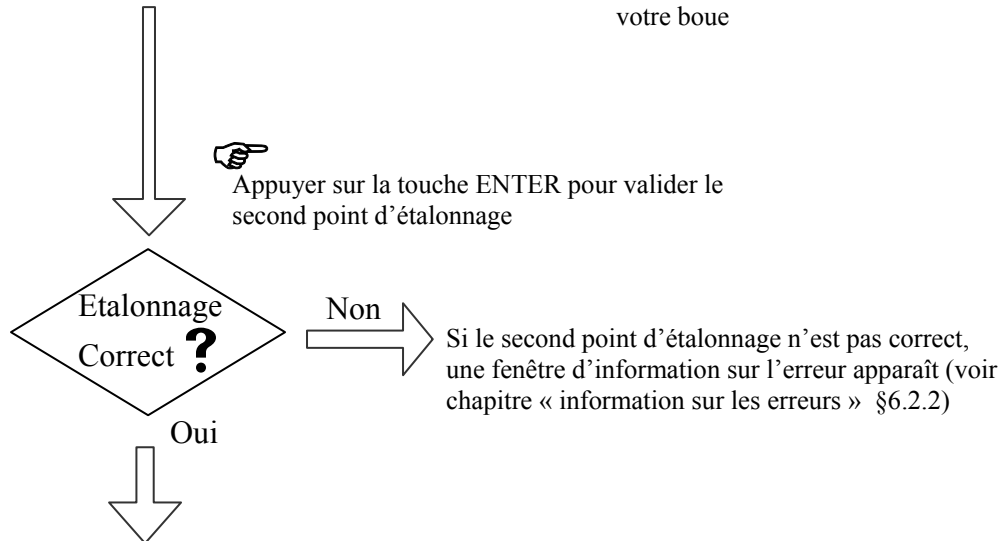 votre boue
Appuyer sur la touche ENTER pour valider le
second point d’étalonnage
Etalonnage
Correct ?
Non
Si le second point d’étalonnage n’est pas correct,
une fenêtre d’information sur l’erreur apparaît (voir
chapitre « information sur les erreurs » §6.2.2)
Oui